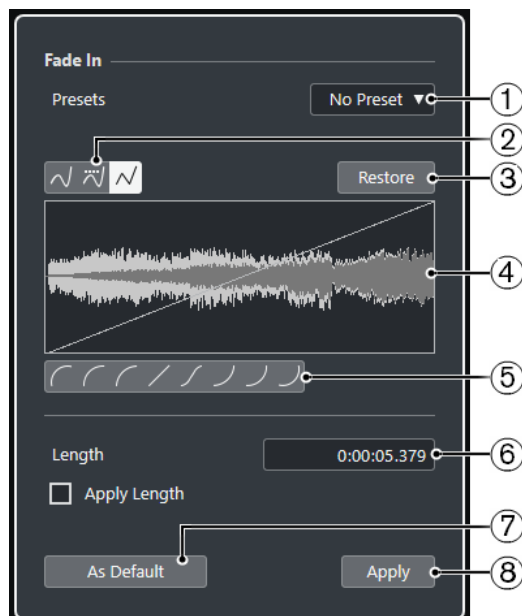 Fade In
Presets
No Preset
1
2
Restore
3
4
5
Length
0:00:05.379
6
Apply Length
7
As Default
Apply
8